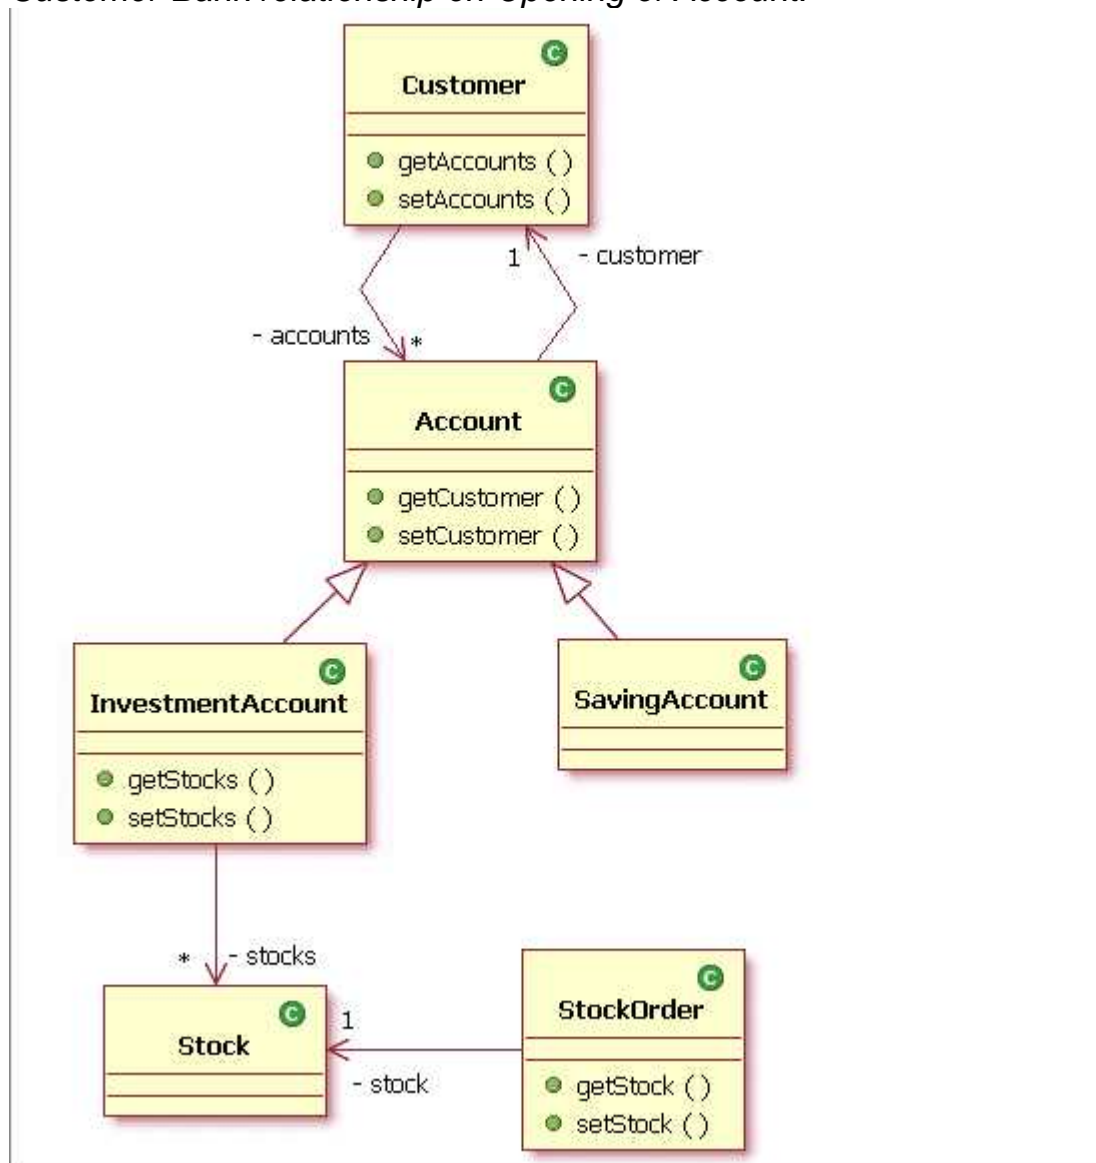 Customer Bank relationship on Opening of Account.
C
Customer
getAccounts ()
setAccounts ()
1
- customer
- accounts
*
C
Account
getCustomer ()
setCustomer ()
C
InvestmentAccount
getStocks ()
setStocks ()
C
SavingAccount
*
- stocks
C
Stock
1
- stock
C
StockOrder
getStock ()
setStock ()